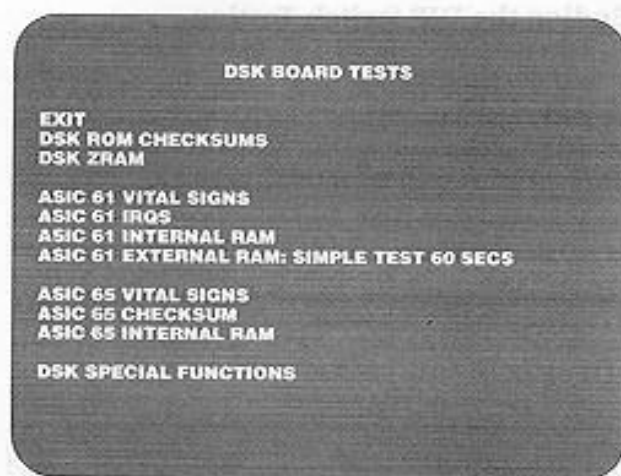 DSK BOARD TESTS
EXIT
DSK ROM CHECKSUMS
DSK ZRAM
ASIC 61 VITAL SIGNS
ASIC 61 IRQS
ASIC 61 INTERNAL RAM
ASIC 61 EXTERNAL RAM: SIMPLE TEST 60 SECS
ASIC 65 VITAL SIGNS
ASIC 65 CHECKSUM
ASIC 65 INTERNAL RAM
DSK SPECIAL FUNCTIONS